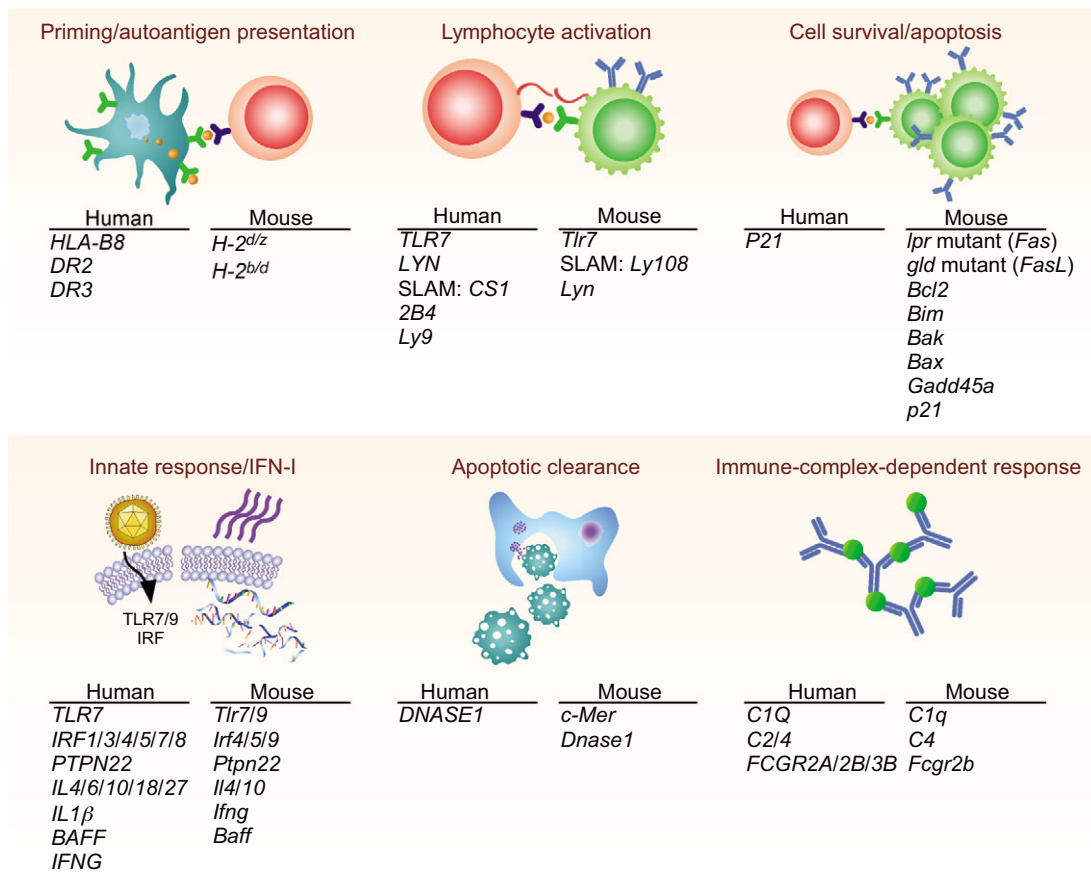 Priming/autoantigen presentation
Human
HLA-B8
DR2
DR3
Mouse
H-2d/z
H-2b/d
Lymphocyte activation
Human
TLR7
LYN
SLAM: CS1
2B4
Ly9
Mouse
Tlr7
SLAM: Ly108
Lyn
Cell survival/apoptosis
Human
P21
Mouse
lpr mutant (Fas)
gld mutant (FasL)
Bcl2
Bim
Bak
Bax
Gadd45a
p21
Innate response/IFN-I
TLR7/9
IRF
Human
TLR7
IRF1/3/4/5/7/8
PTPN22
IL4/6/10/18/27
IL1β
BAFF
IFNG
Mouse
Tlr7/9
Irf4/5/9
Ptpn22
Il4/10
Ifng
Baff
Apoptotic clearance
Human
DNASE1
Mouse
c-Mer
Dnase1
Immune-complex-dependent response
Human
C1Q
C2/4
FCGR2A/2B/3B
Mouse
C1q
C4
Fcgr2b